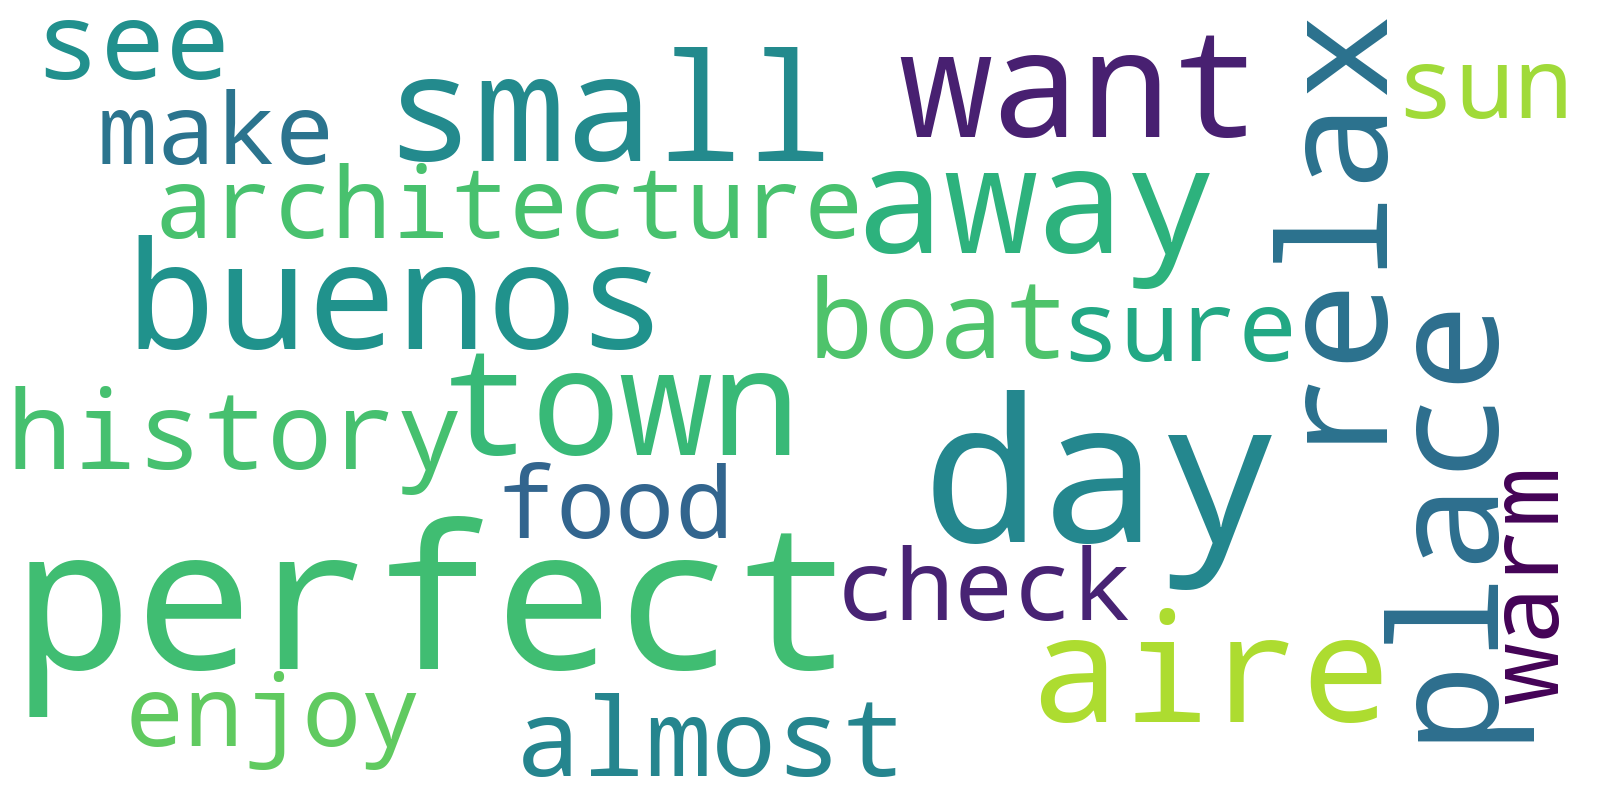 see
small
want
relax
sun
make
architecture
away
buenos
boat
sure
place
town
history
day
food
warm
perfect
check
aire
enjoy
almost